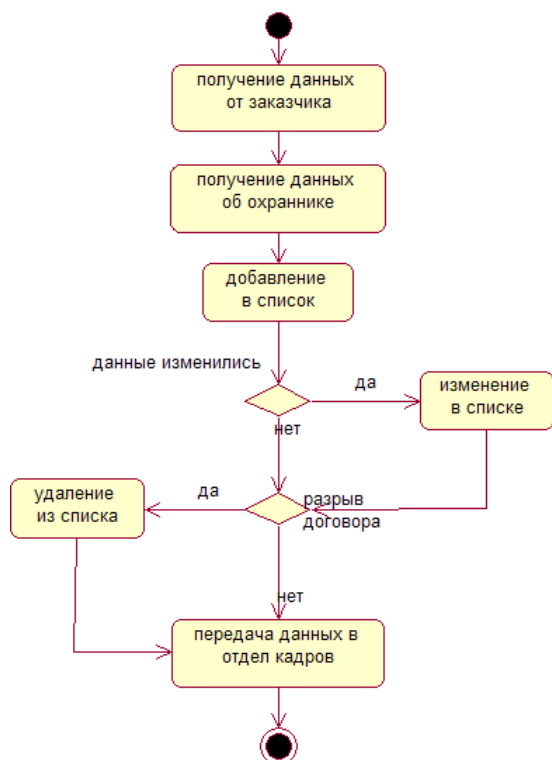 получение данных
от заказчика
получение данных
об охраннике
добавление
в список
данные изменились
да
изменение
в списке
нет
удаление
из списка
да
разрыв
договора
нет
передача данных в
отдел кадров